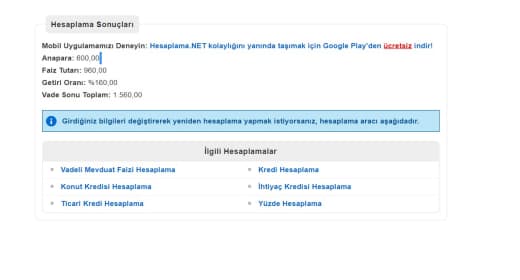 Hesaplama Sonuçları
Mobil Uygulamamızı Deneyin: Hesaplama.NET kolaylığını yanında taşımak için Google Play'den ücretsiz indir!
Anapara: 600,00
Faiz Tutarı: 960,00
Getiri Oranı: %160,00
Vade Sonu Toplam: 1.560,00
Girdiğiniz bilgileri değiştirerek yeniden hesaplama yapmak istiyorsanız, hesaplama aracı aşağıdadır.
İlgili Hesaplamalar
Vadeli Mevduat Faizi Hesaplama
Kredi Hesaplama
Konut Kredisi Hesaplama
İhtiyaç Kredisi Hesaplama
Ticari Kredi Hesaplama
Yüzde Hesaplama